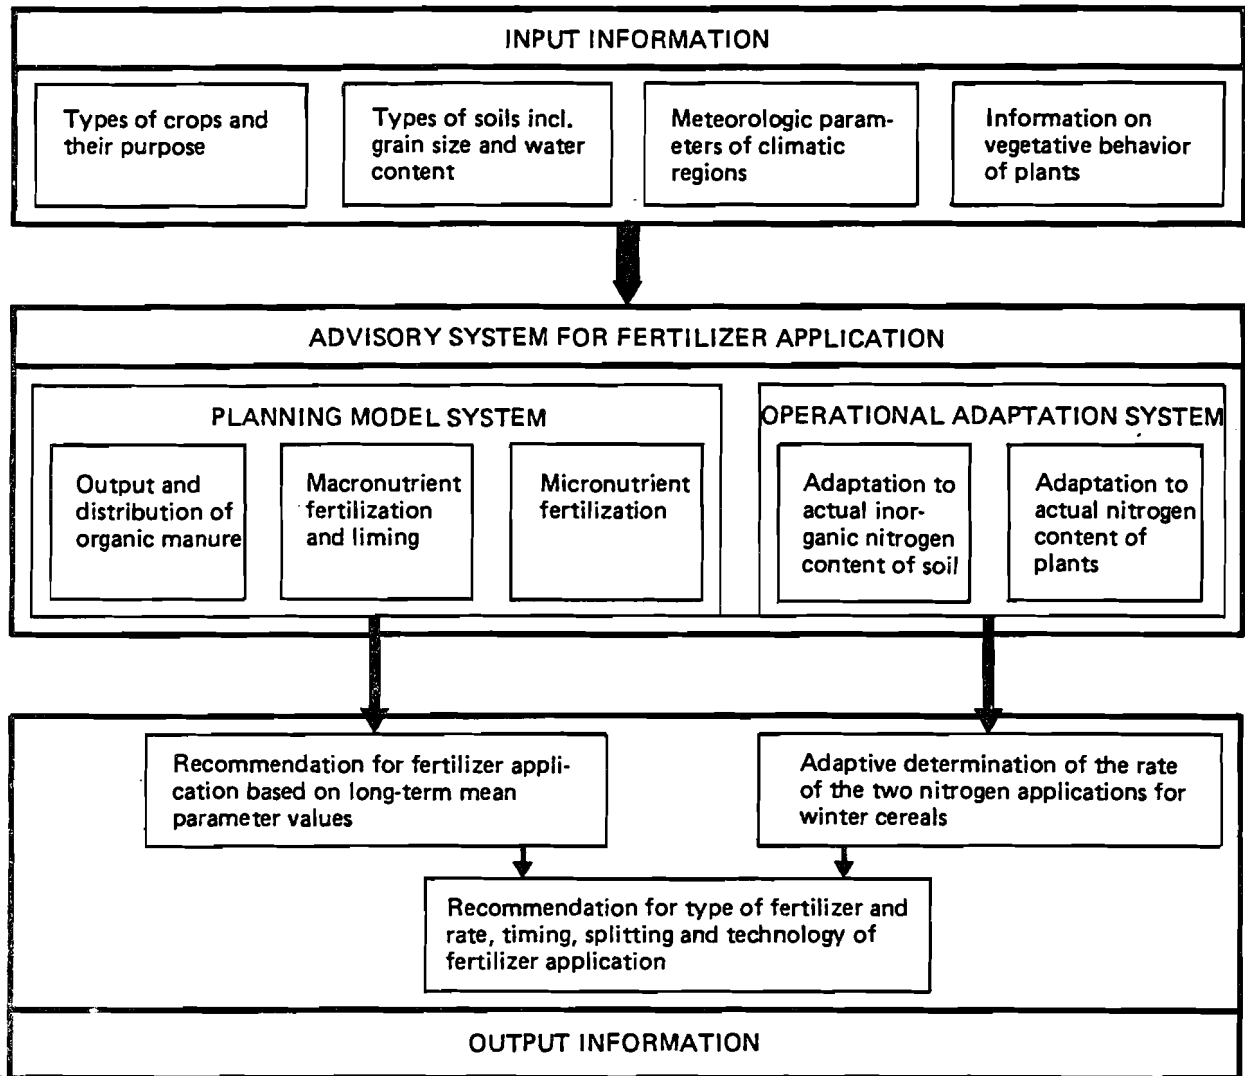 INPUT INFORMATION
Types of crops and
their purpose
Types of soils incl.
grain size and water
content
Meteorologic param-
eters of climatic
regions
Information on
vegetative behavior
of plants
ADVISORY SYSTEM FOR FERTILIZER APPLICATION
PLANNING MODEL SYSTEM
Output and
distribution of
organic manure
Macronutrient
fertilization
and liming
Micronutrient
fertilization
OPERATIONAL ADAPTATION SYSTEM
Adaptation to
actual inor-
ganic nitrogen
content of soil
Adaptation to
actual nitrogen
content of
plants
Recommendation for fertilizer appli-
cation based on long-term mean
parameter values
Adaptive determination of the rate
of the two nitrogen applications for
winter cereals
Recommendation for type of fertilizer and
rate, timing, splitting and technology of
fertilizer application
OUTPUT INFORMATION